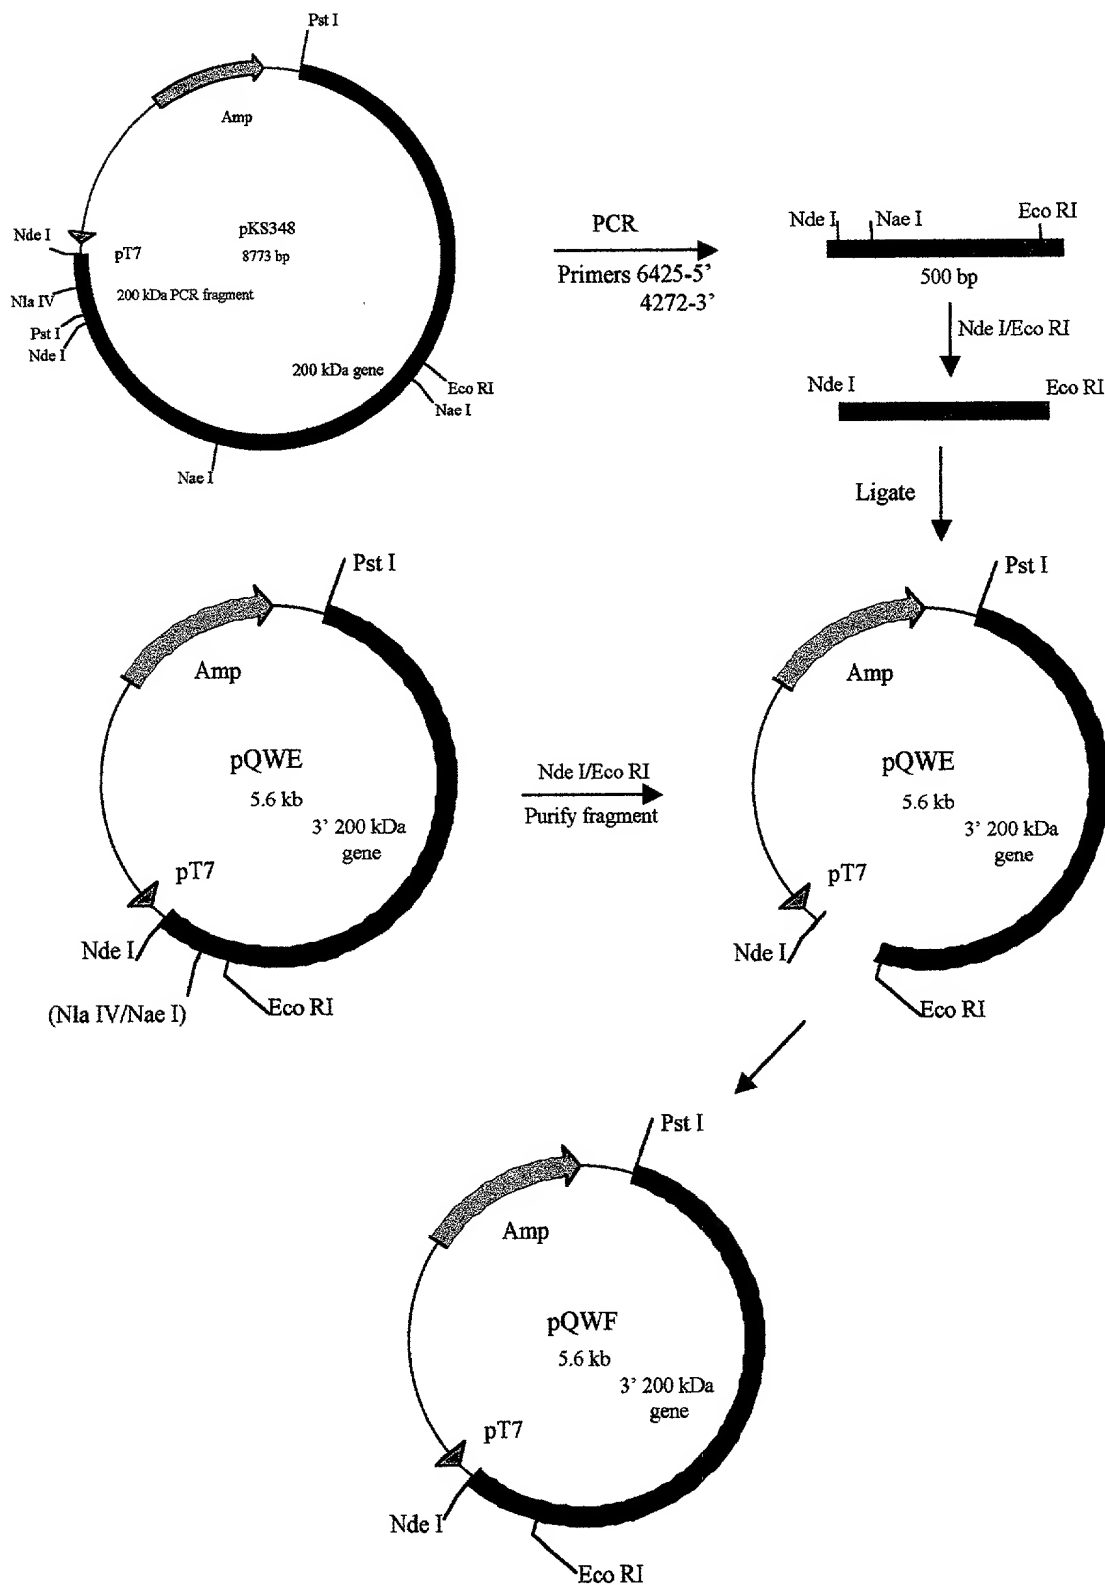 Pst I
Amp
pKS348
8773 bp
Nde I
pT7
Nla IV
200 kDa PCR fragment
Pst I
Nde I
200 kDa gene
Eco RI
Nae I
Nae I
PCR
Primers 6425-5'
4272-3'
Nde I
Nae I
Eco RI
500 bp
Nde I/Eco RI
Nde I
Eco RI
Ligate
Pst I
Amp
pQWE
5.6 kb
3' 200 kDa
gene
pT7
Nde I
(Nla IV/Nae I)
Eco RI
Nde I/Eco RI
Purify fragment
Pst I
Amp
pQWE
5.6 kb
3' 200 kDa
gene
pT7
Nde I
Eco RI
Pst I
Amp
pQWF
5.6 kb
3' 200 kDa
gene
pT7
Nde I
Eco RI